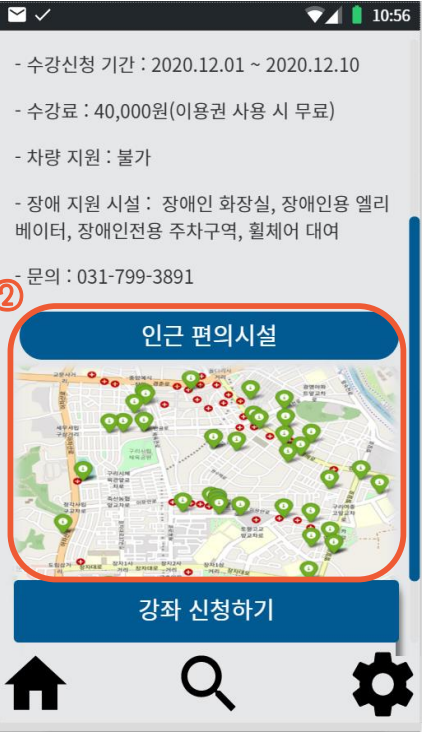 10:56
- 수강신청 기간 : 2020.12.01 ~ 2020.12.10
- 수강료 : 40,000원(이용권 사용 시 무료)
- 차량 지원 : 불가
- 장애 지원 시설 : 장애인 화장실, 장애인용 엘리
베이터, 장애인전용 주차구역, 휠체어 대여
- 문의 : 031-799-3891
②
인근 편의시설
강좌 신청하기